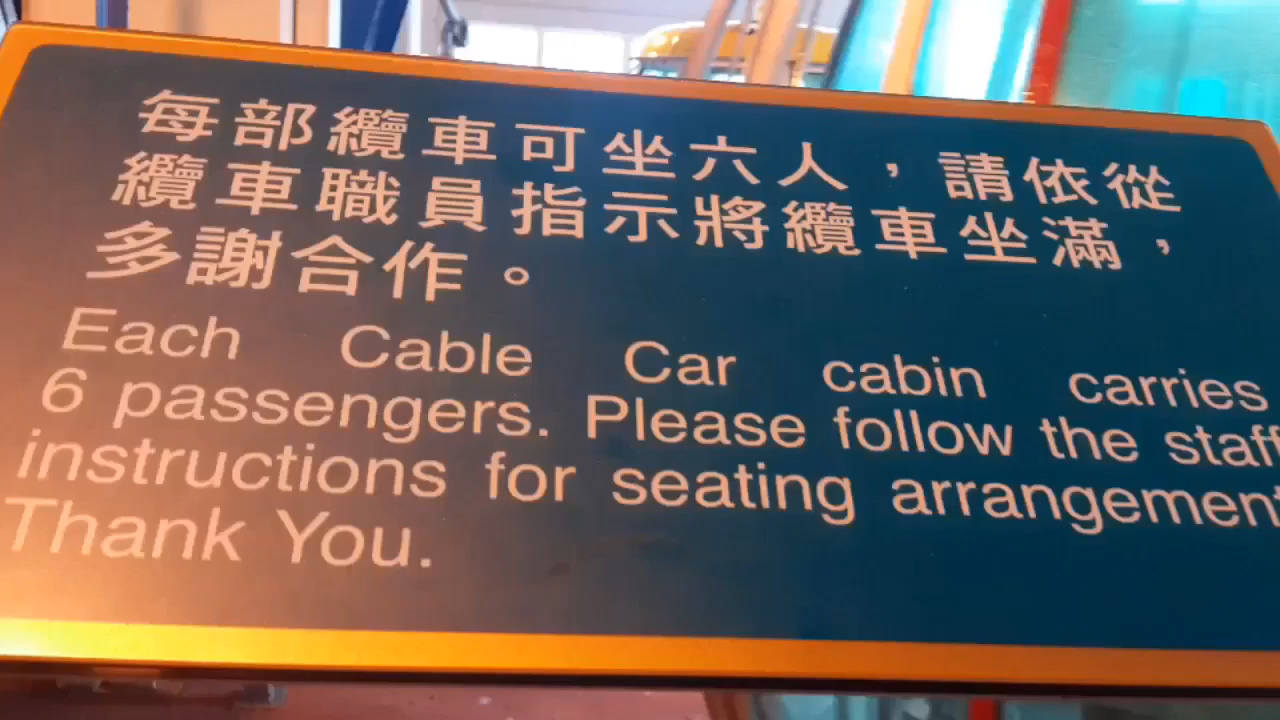 每部纜車可坐六人，請依從
纜車職員指示將纜車坐滿，
多謝合作。
Each Cable Car cabin carries
6 passengers. Please follow the staff
instructions for seating arrangement
Thank You.